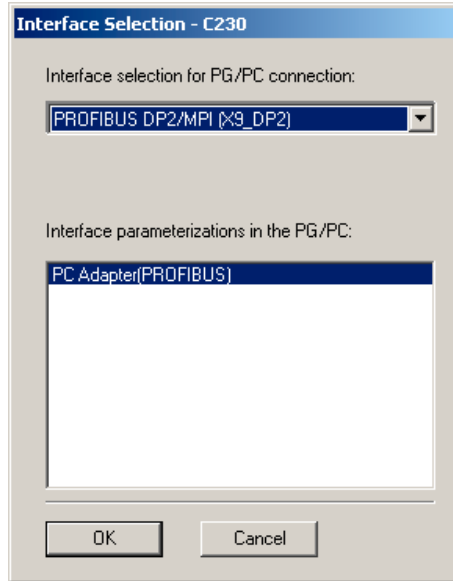 Interface Selection - C230
Interface selection for PG/PC connection:
PROFIBUS DP2/MPI (X9_DP2)
Interface parameterizations in the PG/PC:
PC Adapter(PROFIBUS)
OK
Cancel